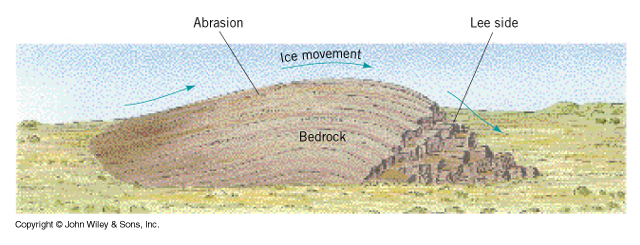 Abrasion
Lee side
Ice movement
Bedrock
Copyright © John Wiley & Sons, Inc.